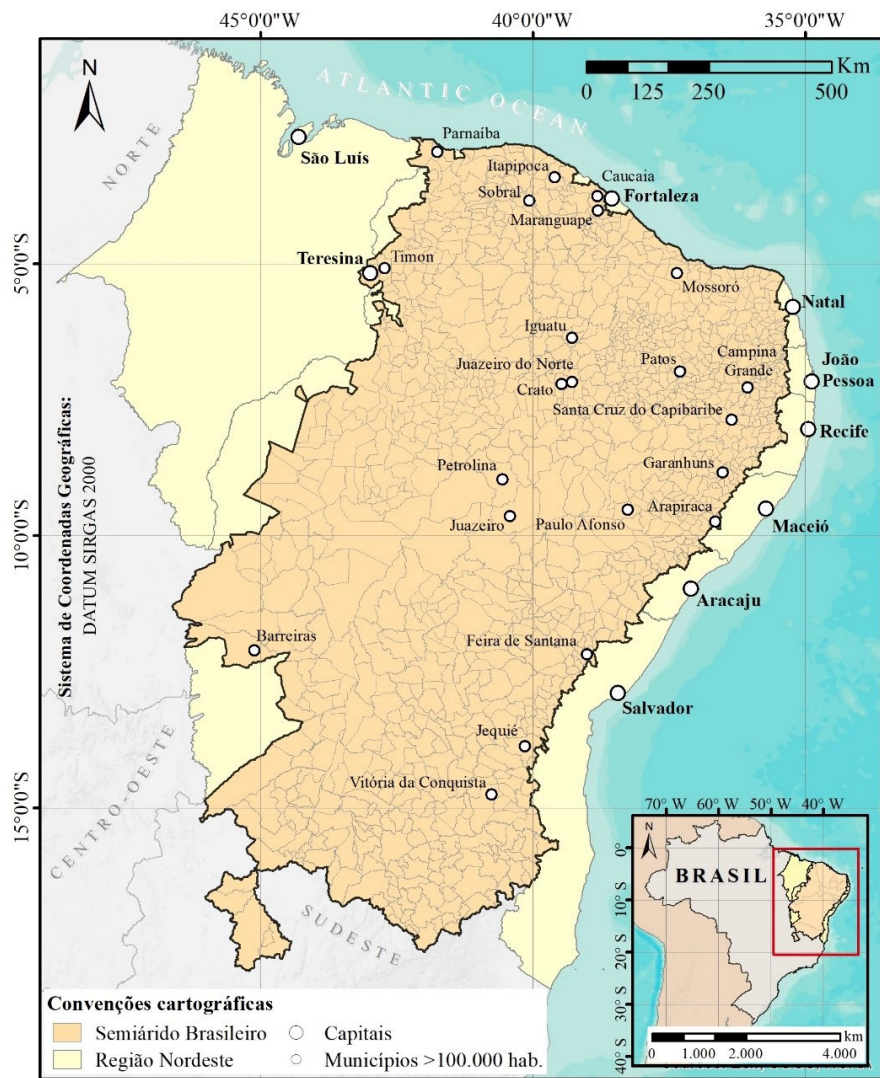 45°0'0"W 40°0'0"W 35°0'0"W
N
Km
0 125 250 500
ATLANTIC OCEAN
NORTE
São Luís
Parnaíba
Itapipoca
Caucaia
Sobral
Fortaleza
Maranguape
Teresina
Timon
5°0'0"S
Mossoró
Natal
Iguatu
Juazeiro do Norte
Patos
Campina
Grande
João
Pessoa
Crato
Santa Cruz do Capibaribe
Recife
Petrolina
Garanhuns
Juazeiro
Paulo Afonso
Arapiraca
Maceió
10°0'0"S
Sistema de Coordenadas Geográficas:
DATUM SIRGAS 2000
Aracaju
Barreiras
Feira de Santana
Salvador
Jequié
Vitória da Conquista
CENTRO-OESTE
15°0'0"S
SUDESTE
70° W 60° W 50° W 40° W
N
0°
BRASIL
10° S
20° S
30° S
40° S
km
0 1.000 2.000 4.000
Convenções cartográficas
Semiárido Brasileiro
Capitais
Região Nordeste
Municípios >100.000 hab.